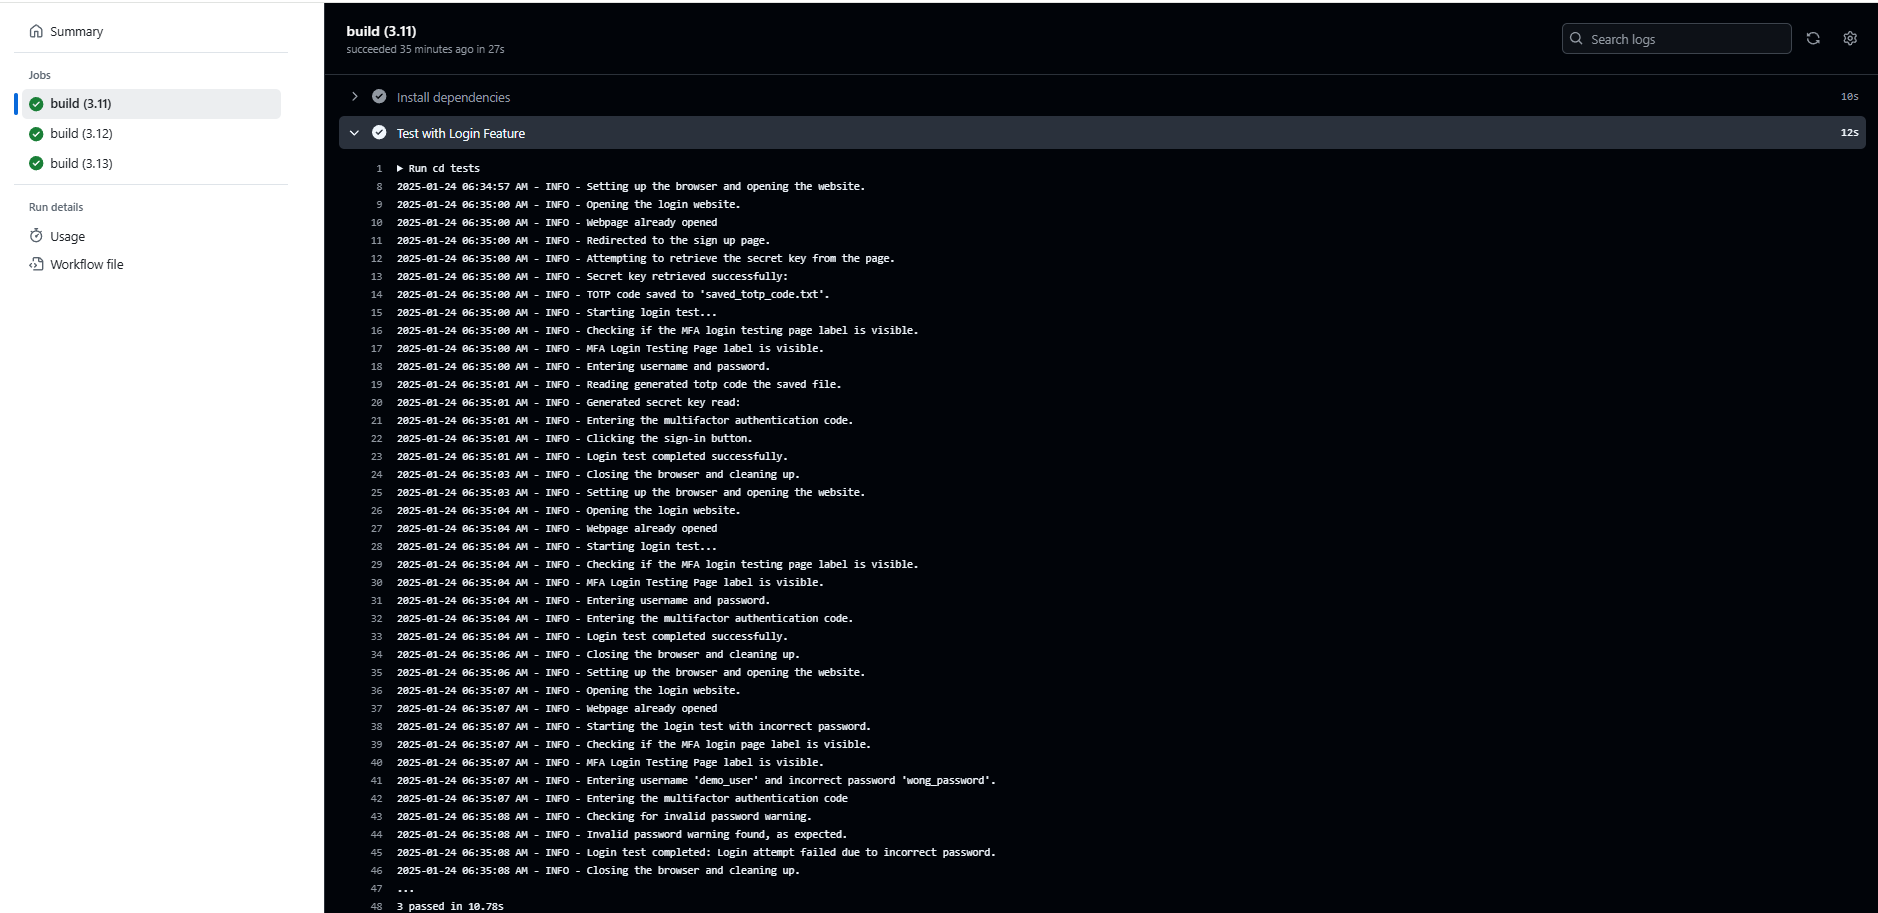 Summary
Jobs
build (3.11)
build (3.12)
build (3.13)
Run details
Usage
Workflow file
build (3.11)
succeeded 35 minutes ago in 27s
Search logs
Install dependencies 10s
Test with Login Feature 12s
1 Run cd tests
8 2025-01-24 06:34:57 AM - INFO - Setting up the browser and opening the website.
9 2025-01-24 06:35:00 AM - INFO - Opening the login website.
10 2025-01-24 06:35:00 AM - INFO - Webpage already opened
11 2025-01-24 06:35:00 AM - INFO - Redirected to the sign up page.
12 2025-01-24 06:35:00 AM - INFO - Attempting to retrieve the secret key from the page.
13 2025-01-24 06:35:00 AM - INFO - Secret key retrieved successfully:
14 2025-01-24 06:35:00 AM - INFO - TOTP code saved to 'saved_totp_code.txt'.
15 2025-01-24 06:35:00 AM - INFO - Starting login test...
16 2025-01-24 06:35:00 AM - INFO - Checking if the MFA login testing page label is visible.
17 2025-01-24 06:35:00 AM - INFO - MFA Login Testing Page label is visible.
18 2025-01-24 06:35:00 AM - INFO - Entering username and password.
19 2025-01-24 06:35:01 AM - INFO - Reading generated totp code the saved file.
20 2025-01-24 06:35:01 AM - INFO - Generated secret key read:
21 2025-01-24 06:35:01 AM - INFO - Entering the multifactor authentication code.
22 2025-01-24 06:35:01 AM - INFO - Clicking the sign-in button.
23 2025-01-24 06:35:01 AM - INFO - Login test completed successfully.
24 2025-01-24 06:35:03 AM - INFO - Closing the browser and cleaning up.
25 2025-01-24 06:35:03 AM - INFO - Setting up the browser and opening the website.
26 2025-01-24 06:35:04 AM - INFO - Opening the login website.
27 2025-01-24 06:35:04 AM - INFO - Webpage already opened
28 2025-01-24 06:35:04 AM - INFO - Starting login test...
29 2025-01-24 06:35:04 AM - INFO - Checking if the MFA login testing page label is visible.
30 2025-01-24 06:35:04 AM - INFO - MFA Login Testing Page label is visible.
31 2025-01-24 06:35:04 AM - INFO - Entering username and password.
32 2025-01-24 06:35:04 AM - INFO - Entering the multifactor authentication code.
33 2025-01-24 06:35:04 AM - INFO - Login test completed successfully.
34 2025-01-24 06:35:06 AM - INFO - Closing the browser and cleaning up.
35 2025-01-24 06:35:06 AM - INFO - Setting up the browser and opening the website.
36 2025-01-24 06:35:07 AM - INFO - Opening the login website.
37 2025-01-24 06:35:07 AM - INFO - Webpage already opened
38 2025-01-24 06:35:07 AM - INFO - Starting the login test with incorrect password.
39 2025-01-24 06:35:07 AM - INFO - Checking if the MFA login page label is visible.
40 2025-01-24 06:35:07 AM - INFO - MFA Login Testing Page label is visible.
41 2025-01-24 06:35:07 AM - INFO - Entering username 'demo_user' and incorrect password 'wong_password'.
42 2025-01-24 06:35:07 AM - INFO - Entering the multifactor authentication code
43 2025-01-24 06:35:08 AM - INFO - Checking for invalid password warning.
44 2025-01-24 06:35:08 AM - INFO - Invalid password warning found, as expected.
45 2025-01-24 06:35:08 AM - INFO - Login test completed: Login attempt failed due to incorrect password.
46 2025-01-24 06:35:08 AM - INFO - Closing the browser and cleaning up.
47 ...
48 3 passed in 10.78s